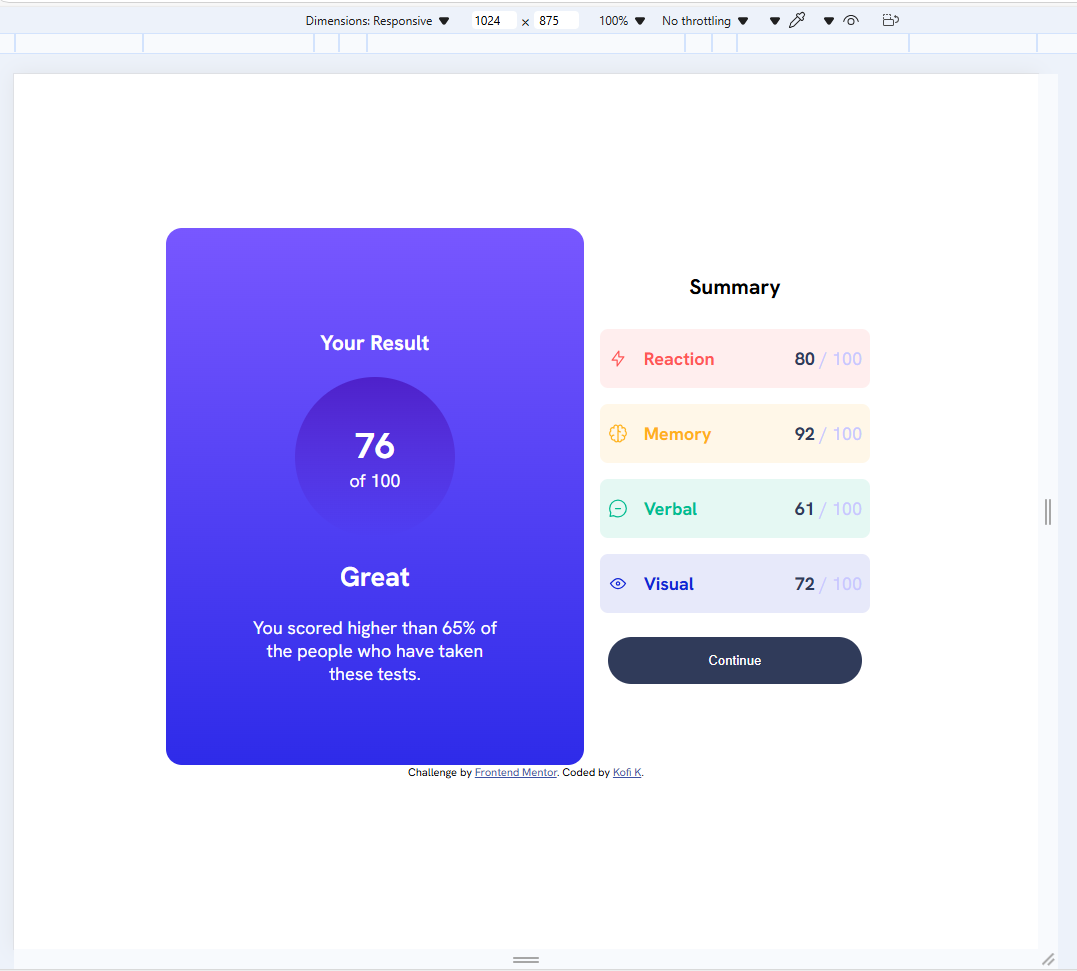 Dimensions: Responsive 1024 × 875 100% No throttling
Your Result
76
of 100
Great
You scored higher than 65% of
the people who have taken
these tests.
Summary
Reaction 80 / 100
Memory 92 / 100
Verbal 61 / 100
Visual 72 / 100
Continue
Challenge by Frontend Mentor. Coded by Kofi K.